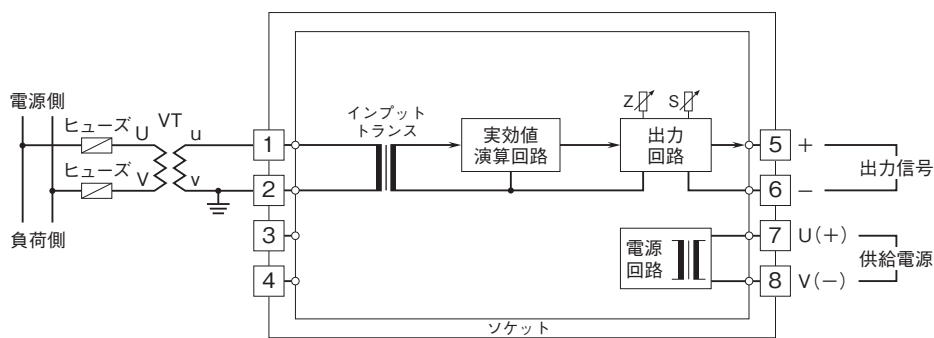 電源側
ヒューズ
U
VT
u
ヒューズ
V
v
負荷側
1
2
3
4
インプット
トランス
実効値
演算回路
Z
S
出力
回路
電源
回路
5
＋
6
－
出力信号
7
U(＋)
8
V(－)
供給電源
ソケット